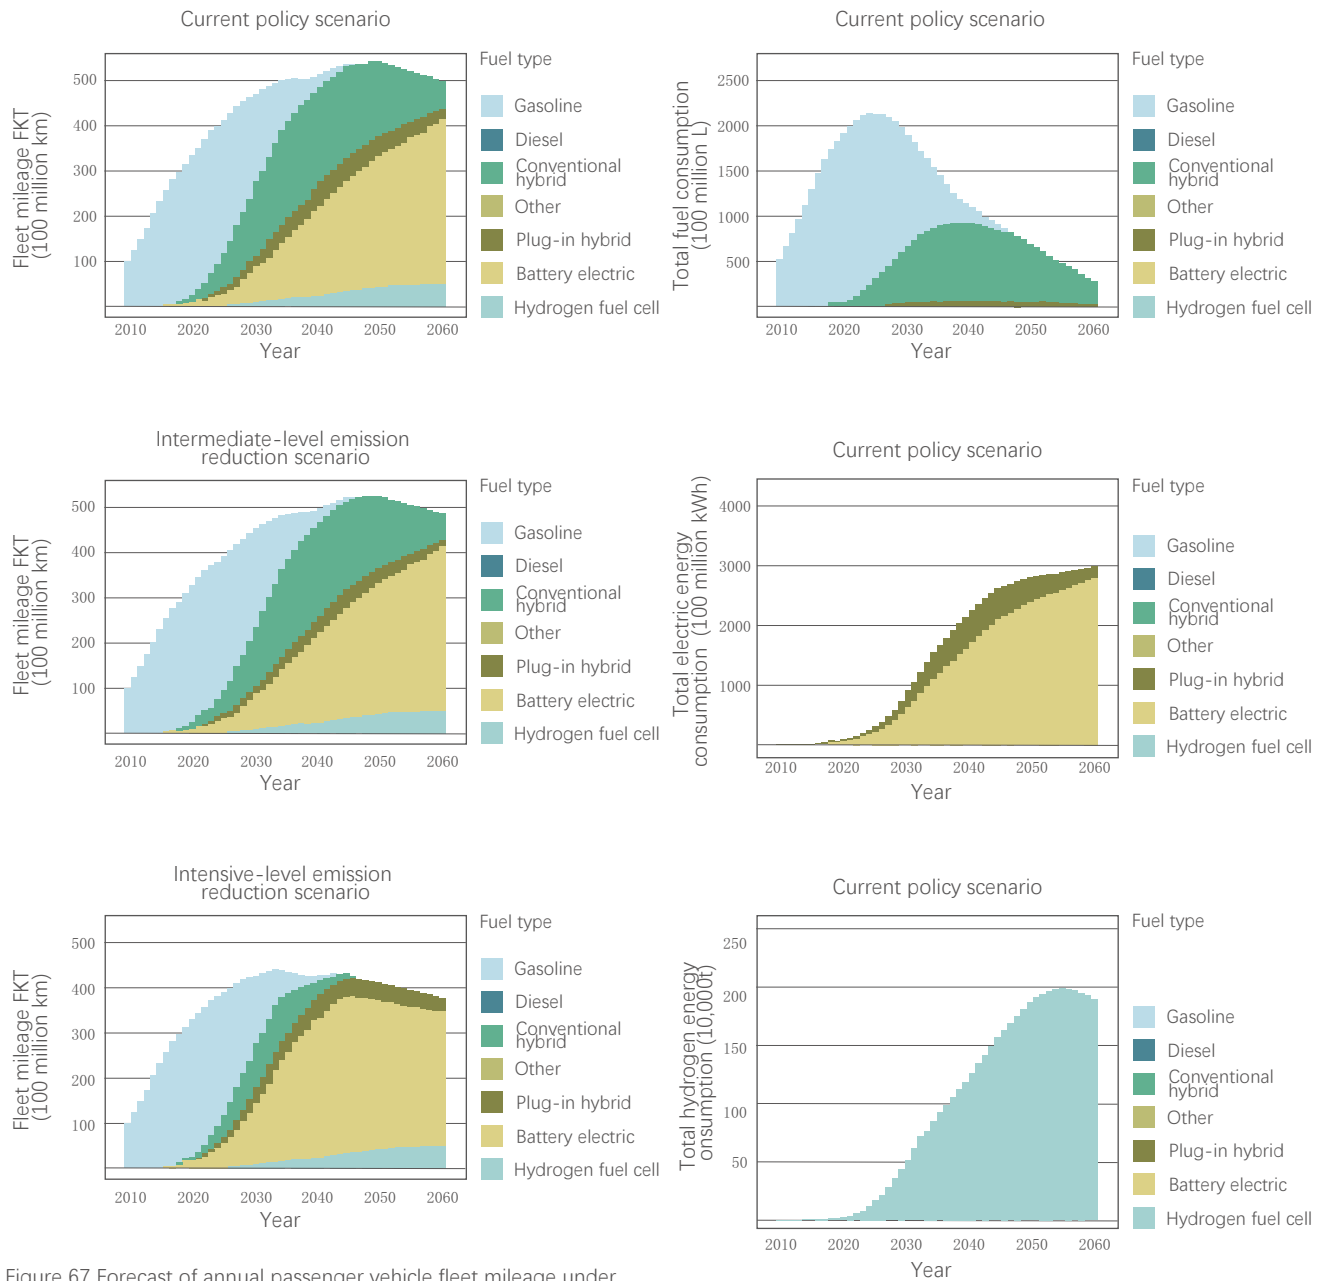 Current policy scenario
Fleet mileage FKT
(100 million km)
500
400
300
200
100
2010 2020 2030 2040 2050 2060
Year
Fuel type
Gasoline
Diesel
Conventional
hybrid
Other
Plug-in hybrid
Battery electric
Hydrogen fuel cell
Current policy scenario
Total fuel consumption
(100 million L)
2500
2000
1500
1000
500
2010 2020 2030 2040 2050 2060
Year
Fuel type
Gasoline
Diesel
Conventional
hybrid
Other
Plug-in hybrid
Battery electric
Hydrogen fuel cell
Intermediate-level emission
reduction scenario
Fleet mileage FKT
(100 million km)
500
400
300
200
100
2010 2020 2030 2040 2050 2060
Year
Fuel type
Gasoline
Diesel
Conventional
hybrid
Other
Plug-in hybrid
Battery electric
Hydrogen fuel cell
Current policy scenario
Total electric energy
consumption (100 million kWh)
4000
3000
2000
1000
2010 2020 2030 2040 2050 2060
Year
Fuel type
Gasoline
Diesel
Conventional
hybrid
Other
Plug-in hybrid
Battery electric
Hydrogen fuel cell
Intensive-level emission
reduction scenario
Fleet mileage FKT
(100 million km)
500
400
300
200
100
2010 2020 2030 2040 2050 2060
Year
Fuel type
Gasoline
Diesel
Conventional
hybrid
Other
Plug-in hybrid
Battery electric
Hydrogen fuel cell
Current policy scenario
Total hydrogen energy
onsumption (10,000t)
250
200
150
100
50
2010 2020 2030 2040 2050 2060
Year
Fuel type
Gasoline
Diesel
Conventional
hybrid
Other
Plug-in hybrid
Battery electric
Hydrogen fuel cell
Figure 67 Forecast of annual passenger vehicle fleet mileage under